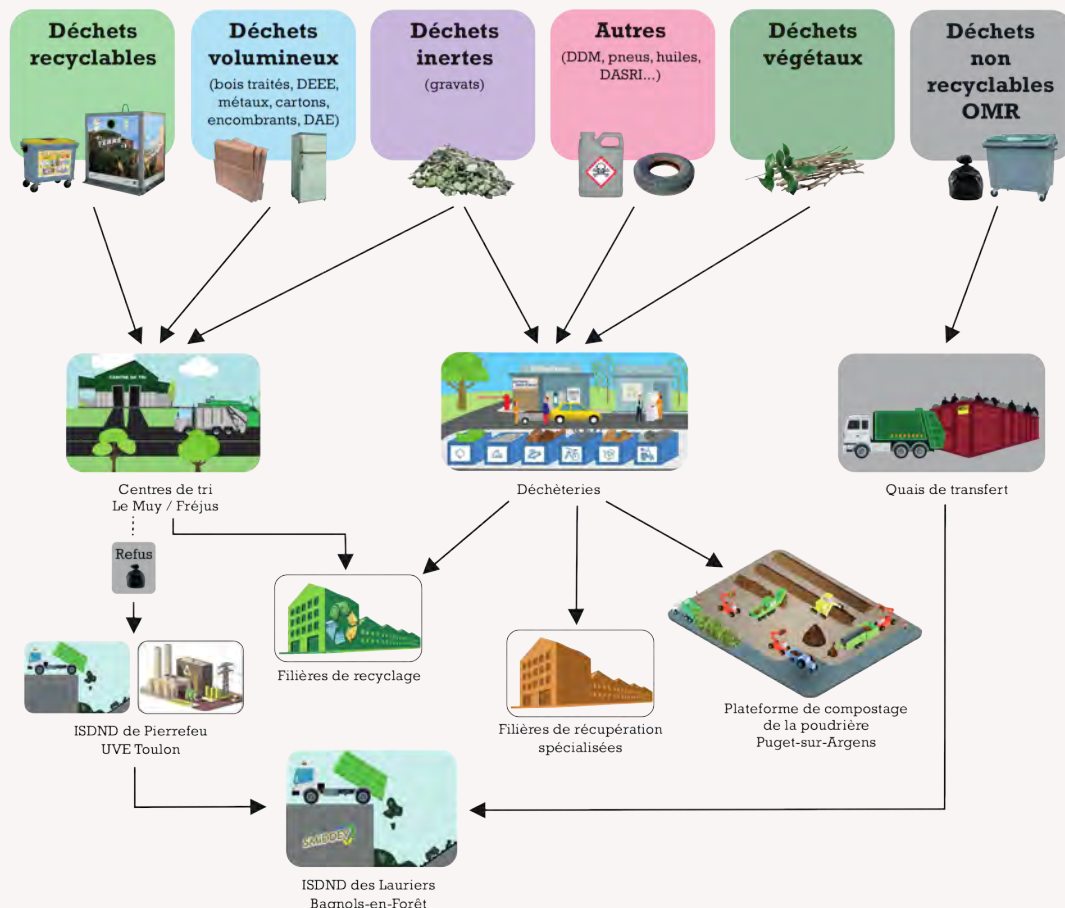 Déchets
recyclables
Déchets
volumineux
(bois traités, DEEE,
métaux, cartons,
encombrants, DAE)
Déchets
inertes
(gravats)
Autres
(DDM, pneus, huiles,
DASRI...)
Déchets
végétaux
Déchets
non
recyclables
OMR
CENTRE DE TRI
Centres de tri
Le Muy / Fréjus
Déchèteries
Quais de transfert
Refus
Filières de recyclage
ISDND de Pierrefeu
UVE Toulon
Filières de récupération
spécialisées
Plateforme de compostage
de la poudrière
Puget-sur-Argens
SMIDDEV
ISDND des Lauriers
Bagnols-en-Forêt